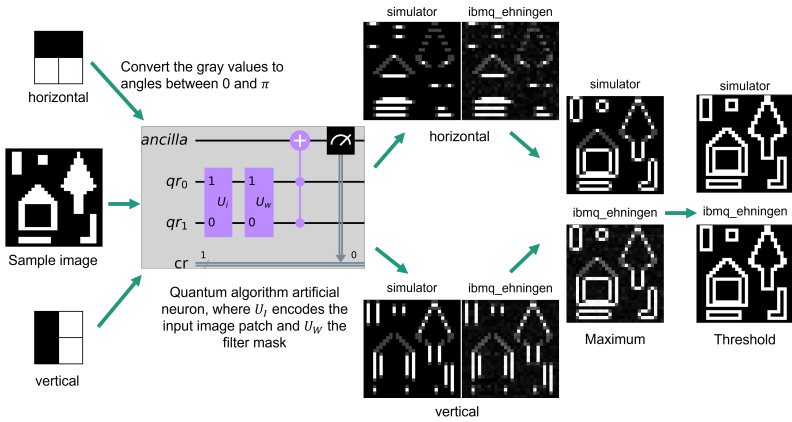 horizontal
Convert the gray values to
angles between 0 and π
Sample image
vertical
ancilla
qr₀
qr₁
cr
1
0
Uᵢ
1
0
U_w
1
0
Quantum algorithm artificial
neuron, where U_I encodes the
input image patch and U_W the
filter mask
simulator
ibmq_ehningen
horizontal
simulator
ibmq_ehningen
vertical
simulator
ibmq_ehningen
Maximum
simulator
ibmq_ehningen
Threshold